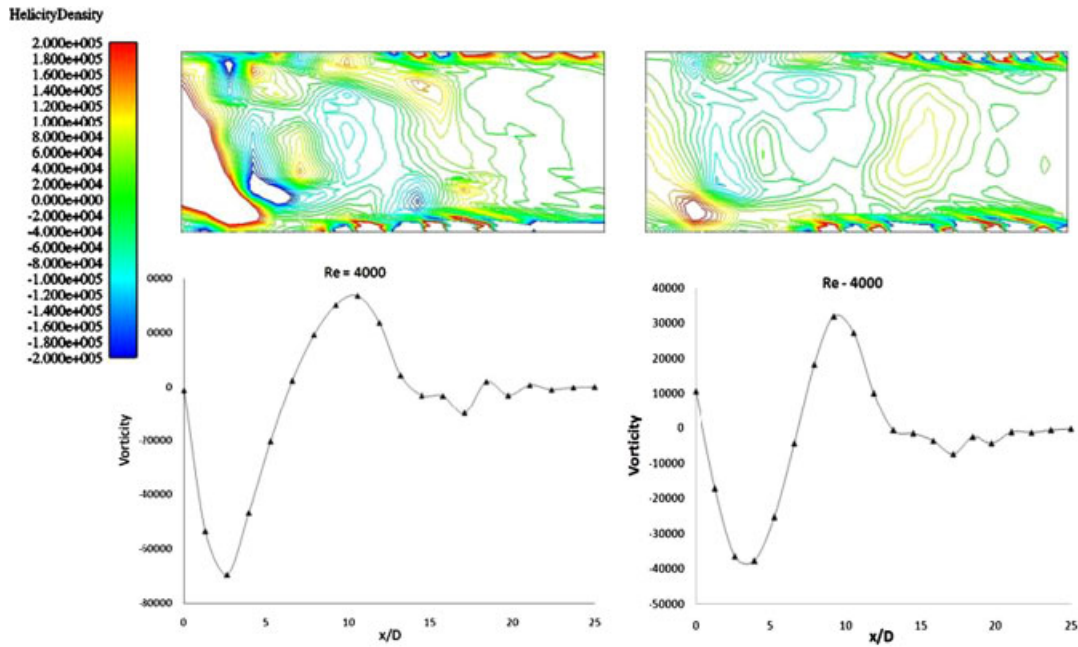 HelicityDensity
2.000e+005
1.800e+005
1.600e+005
1.400e+005
1.200e+005
1.000e+005
8.000e+004
6.000e+004
4.000e+004
2.000e+004
0.000e+000
-2.000e+004
-4.000e+004
-6.000e+004
-8.000e+004
-1.000e+005
-1.200e+005
-1.400e+005
-1.600e+005
-1.800e+005
-2.000e+005
Re = 4000
0000
0000
0
-20000
-40000
-60000
-80000
Vorticity
0
5
10
15
20
25
x/D
Re - 4000
40000
30000
20000
10000
0
-10000
-20000
-30000
-40000
-50000
Vorticity
0
5
10
15
20
25
x/D